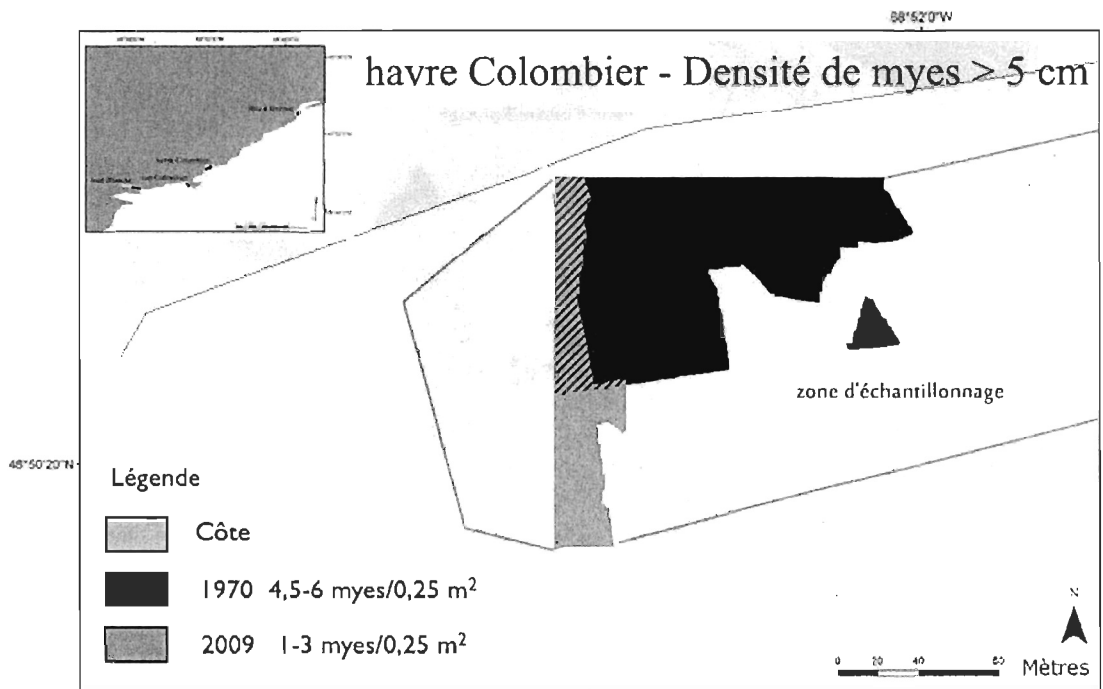 68°52'0"W
havre Colombier - Densité de myes > 5 cm
zone d'échantillonnage
48°50'20"N
Légende
Côte
1970 4,5-6 myes/0,25 m²
2009 1-3 myes/0,25 m²
N
0 20 40 80 Mètres